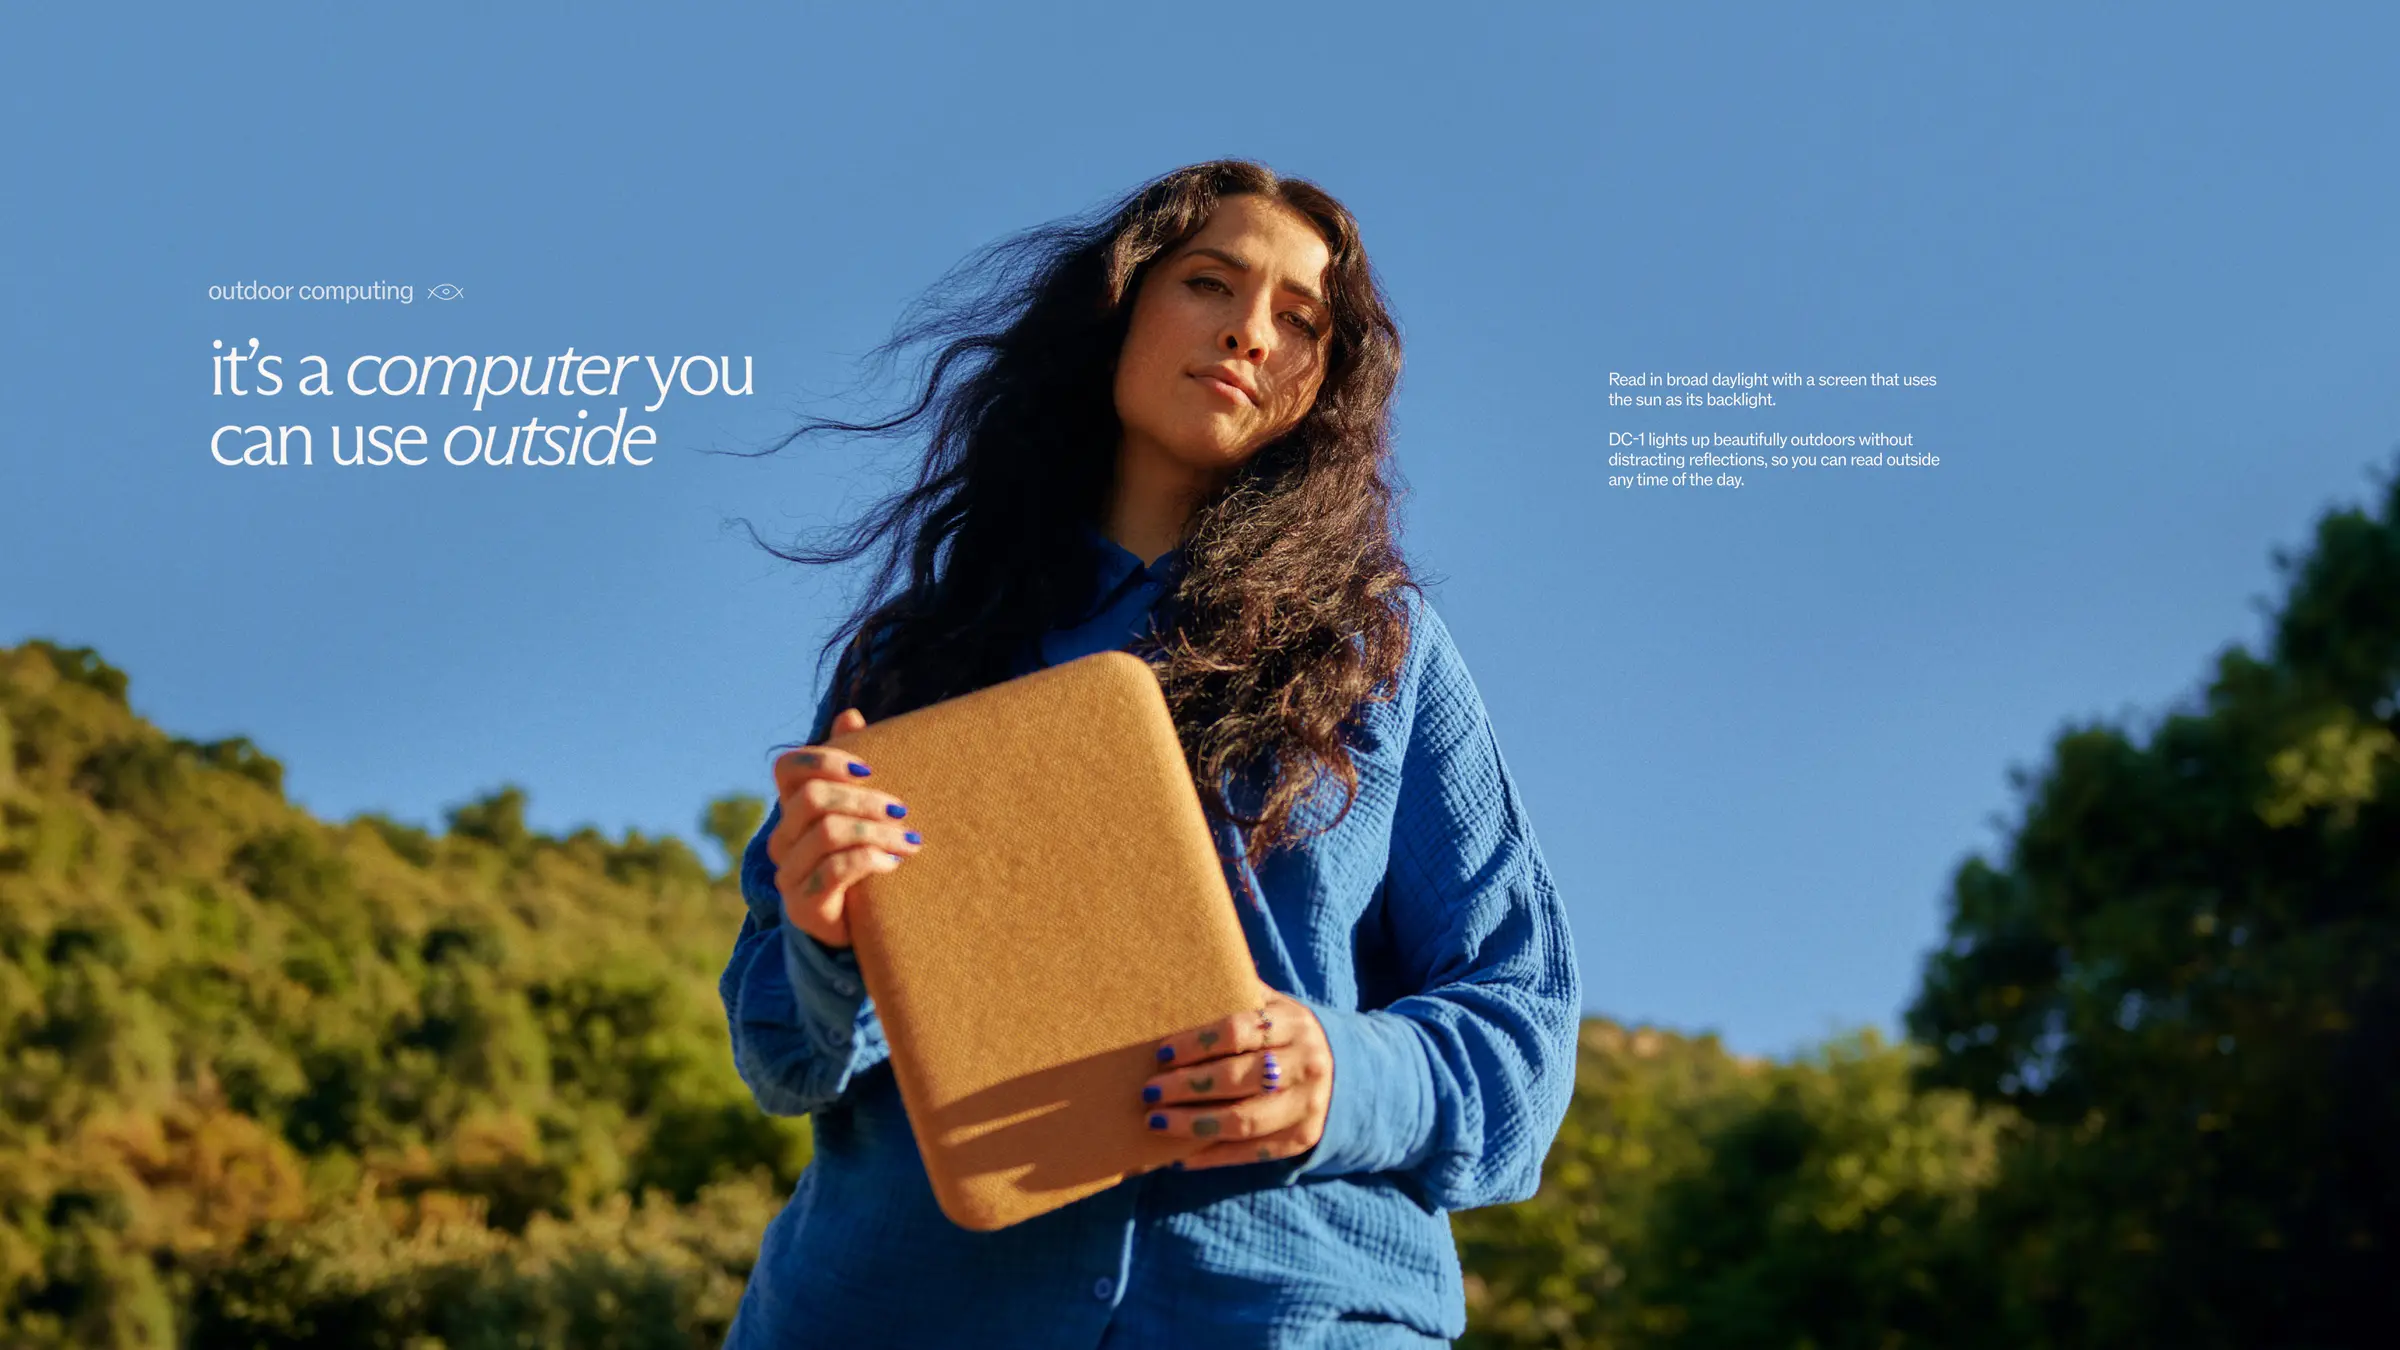 outdoor computing
it's a computer you
can use outside
Read in broad daylight with a screen that uses
the sun as its backlight.
DC-1 lights up beautifully outdoors without
distracting reflections, so you can read outside
any time of the day.